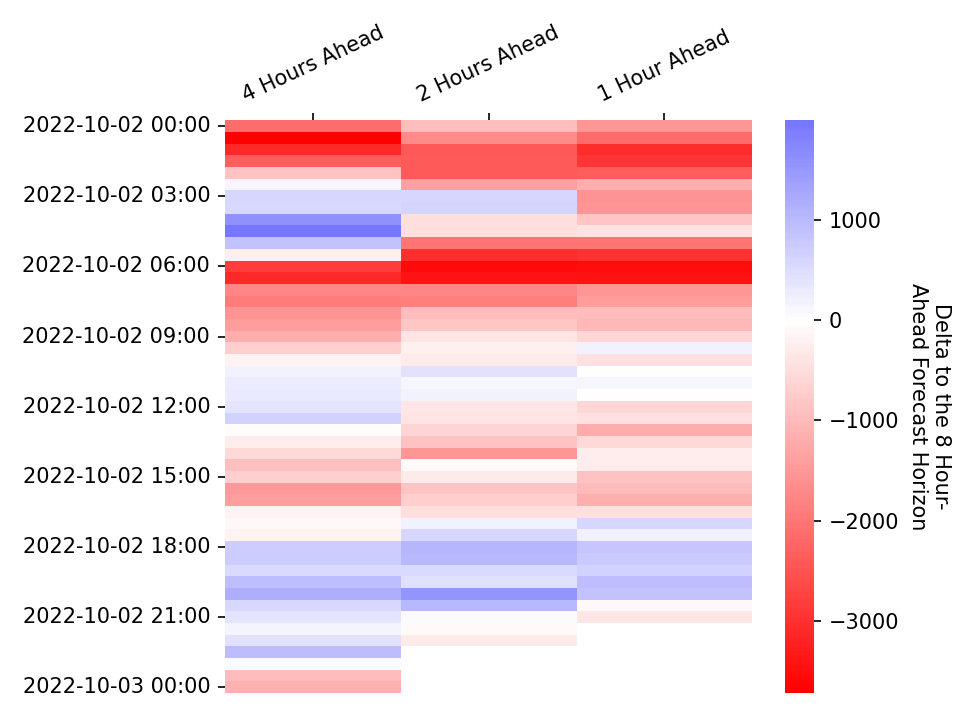 4 Hours Ahead
2 Hours Ahead
1 Hour Ahead
2022-10-02 00:00
2022-10-02 03:00
2022-10-02 06:00
2022-10-02 09:00
2022-10-02 12:00
2022-10-02 15:00
2022-10-02 18:00
2022-10-02 21:00
2022-10-03 00:00
1000
0
−1000
−2000
−3000
Delta to the 8 Hour-
Ahead Forecast Horizon